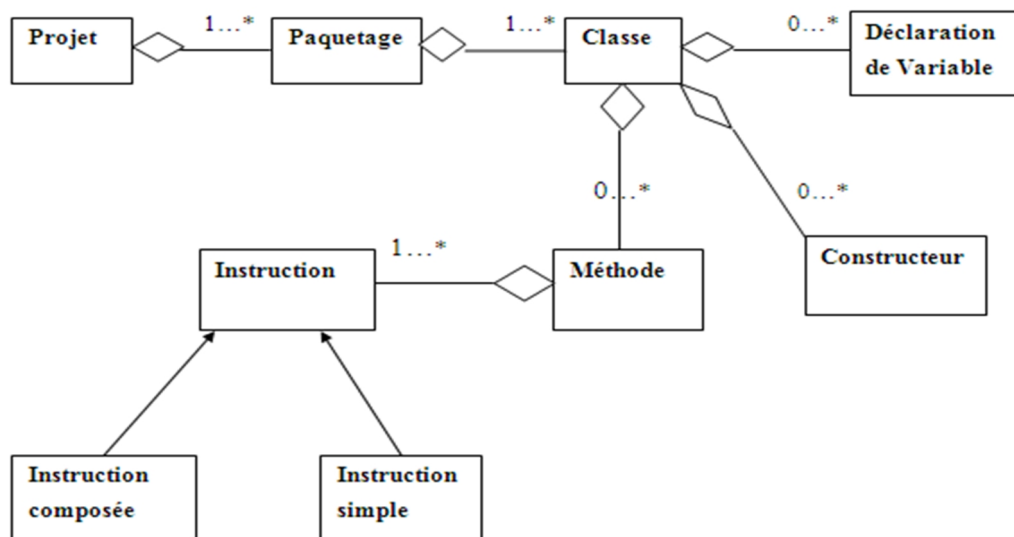 Projet
1...*
Paquetage
1...*
Classe
0...*
Déclaration
de Variable
0...*
0...*
Instruction
1...*
Méthode
Constructeur
Instruction
composée
Instruction
simple